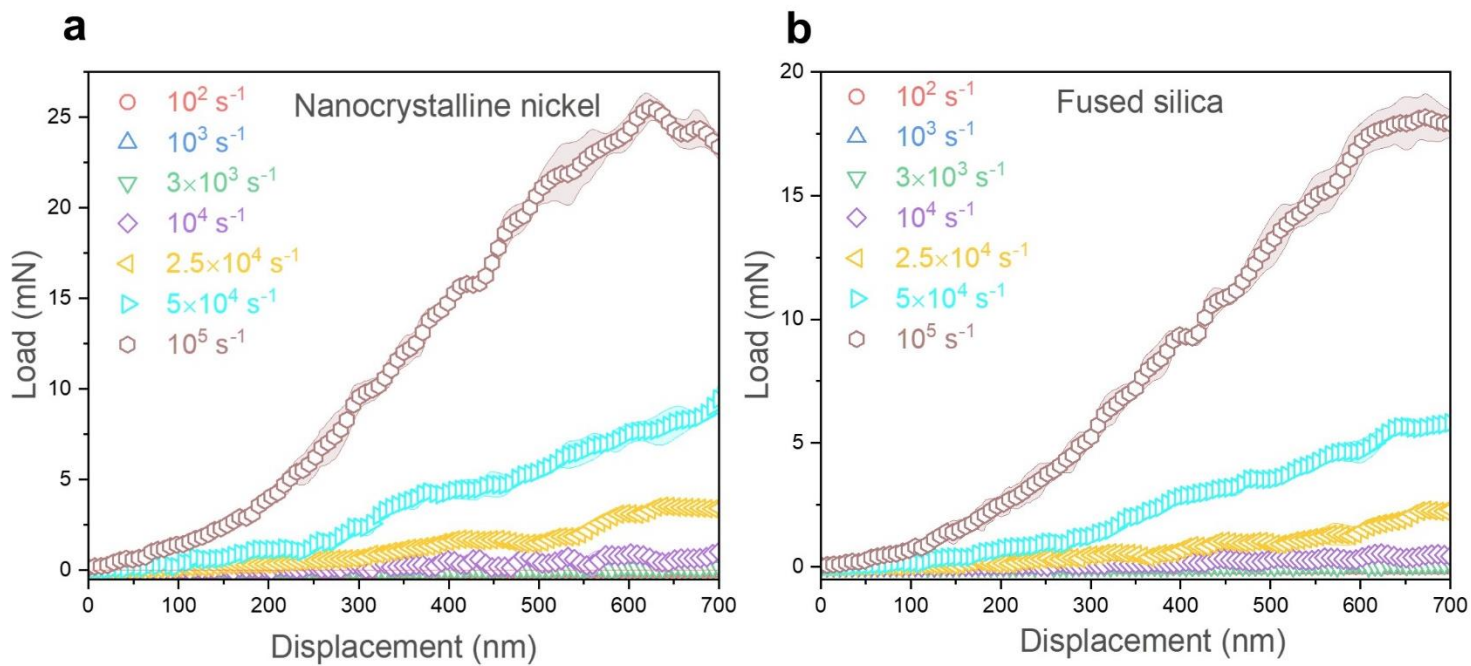 a
Nanocrystalline nickel
10² s⁻¹
10³ s⁻¹
3×10³ s⁻¹
10⁴ s⁻¹
2.5×10⁴ s⁻¹
5×10⁴ s⁻¹
10⁵ s⁻¹
Load (mN)
25
20
15
10
5
0
0 100 200 300 400 500 600 700
Displacement (nm)
b
Fused silica
10² s⁻¹
10³ s⁻¹
3×10³ s⁻¹
10⁴ s⁻¹
2.5×10⁴ s⁻¹
5×10⁴ s⁻¹
10⁵ s⁻¹
Load (mN)
20
15
10
5
0
0 100 200 300 400 500 600 700
Displacement (nm)